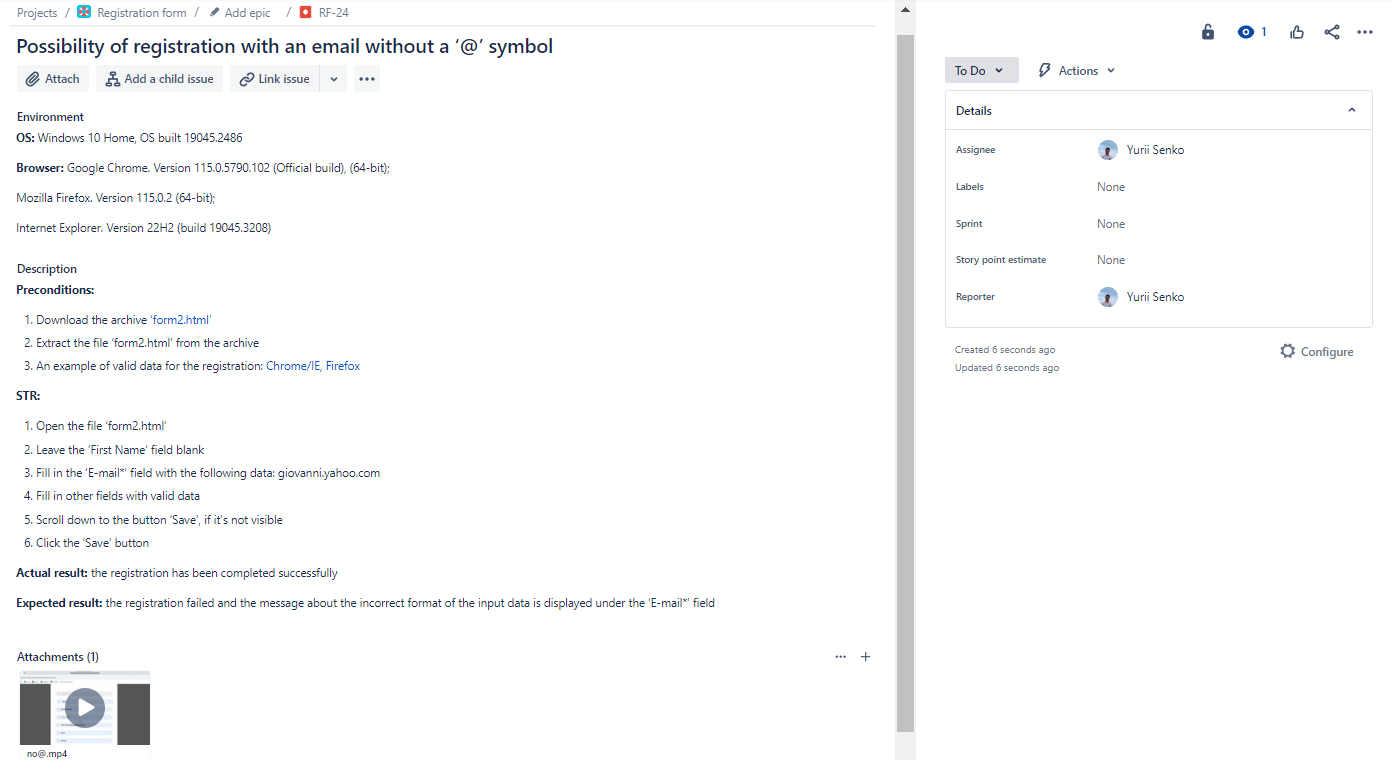 Projects / Registration form / Add epic / RF-24
Possibility of registration with an email without a ‘@’ symbol
Attach Add a child issue Link issue
Environment
OS: Windows 10 Home, OS built 19045.2486
Browser: Google Chrome. Version 115.0.5790.102 (Official build), (64-bit);
Mozilla Firefox. Version 115.0.2 (64-bit);
Internet Explorer. Version 22H2 (build 19045.3208)
Description
Preconditions:
1. Download the archive ‘form2.html’
2. Extract the file ‘form2.html’ from the archive
3. An example of valid data for the registration: Chrome/IE, Firefox
STR:
1. Open the file ‘form2.html’
2. Leave the ‘First Name’ field blank
3. Fill in the ‘E-mail*’ field with the following data: giovanni.yahoo.com
4. Fill in other fields with valid data
5. Scroll down to the button ‘Save’, if it’s not visible
6. Click the ‘Save’ button
Actual result: the registration has been completed successfully
Expected result: the registration failed and the message about the incorrect format of the input data is displayed under the ‘E-mail*’ field
Attachments (1)
no@.mp4
1
To Do Actions
Details
Assignee Yurii Senko
Labels None
Sprint None
Story point estimate None
Reporter Yurii Senko
Created 6 seconds ago
Configure
Updated 6 seconds ago